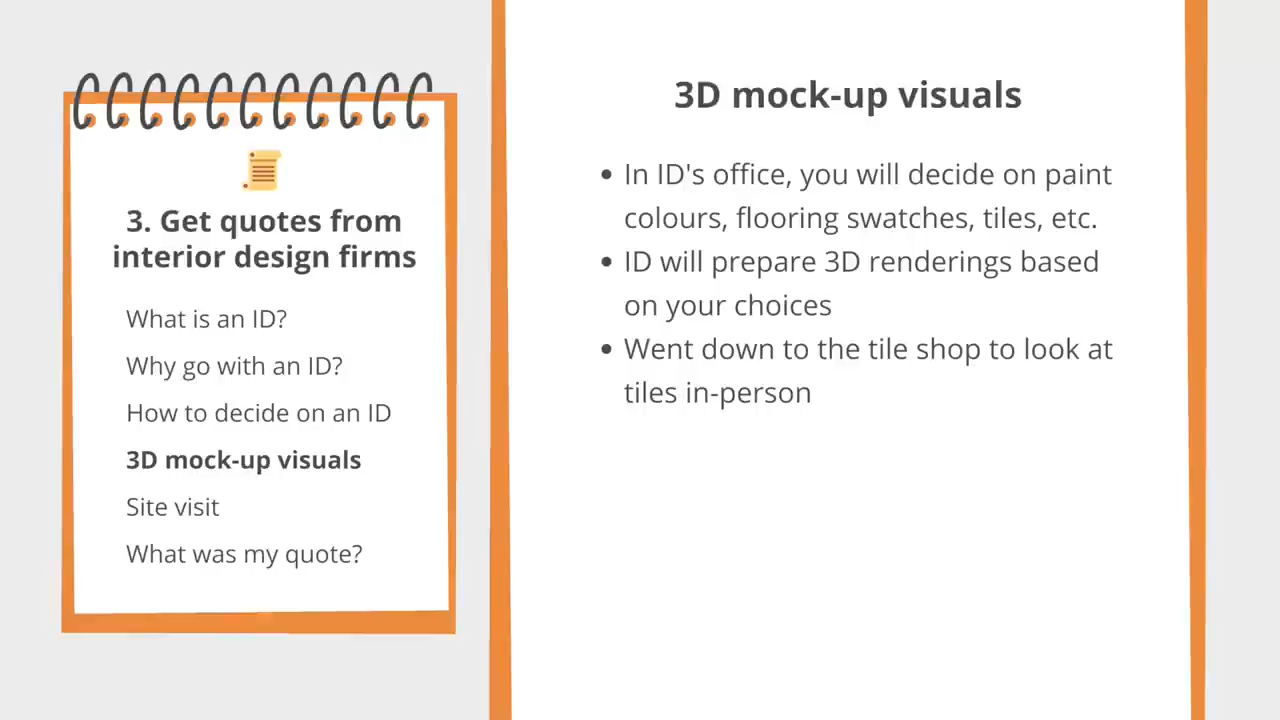 3. Get quotes from
interior design firms
What is an ID?
Why go with an ID?
How to decide on an ID
3D mock-up visuals
Site visit
What was my quote?
3D mock-up visuals
• In ID's office, you will decide on paint
colours, flooring swatches, tiles, etc.
• ID will prepare 3D renderings based
on your choices
• Went down to the tile shop to look at
tiles in-person